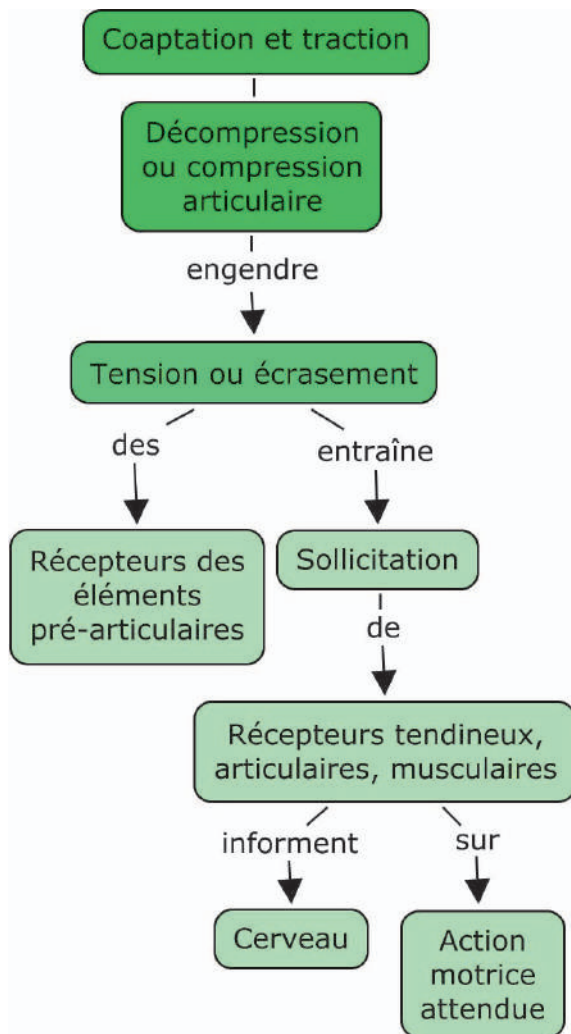 Coaptation et traction
Décompression
ou compression
articulaire
engendre
Tension ou écrasement
des
entraîne
Récepteurs des
éléments
pré-articulaires
Sollicitation
de
Récepteurs tendineux,
articulaires, musculaires
informent
sur
Cerveau
Action
motrice
attendue